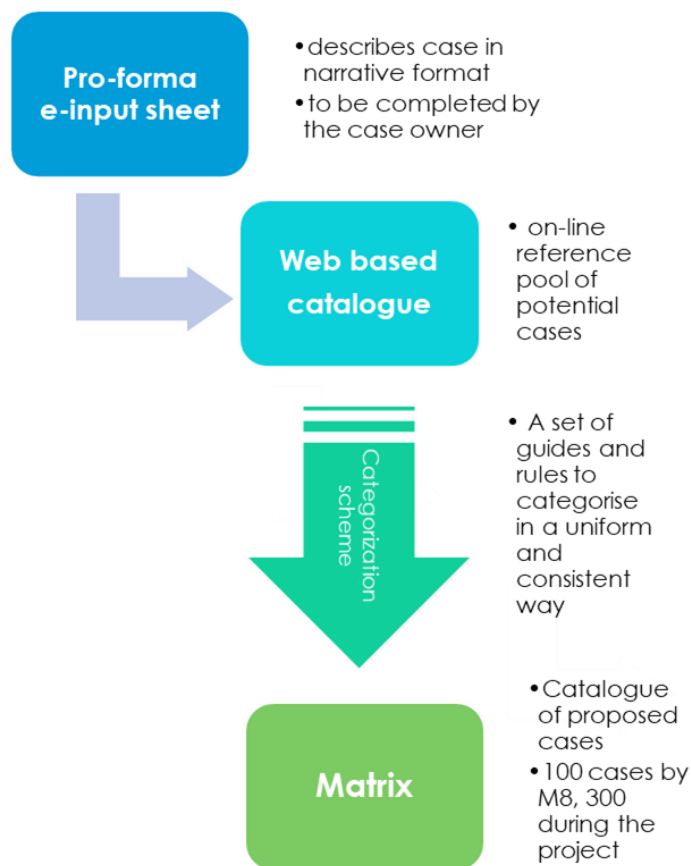 Pro-forma
e-input sheet
•describes case in
narrative format
•to be completed by
the case owner
Web based
catalogue
• on-line
reference
pool of
potential
cases
Categorization
scheme
• A set of
guides and
rules to
categorise
in a uniform
and
consistent
way
Matrix
•Catalogue
of proposed
cases
•100 cases by
M8, 300
during the
project